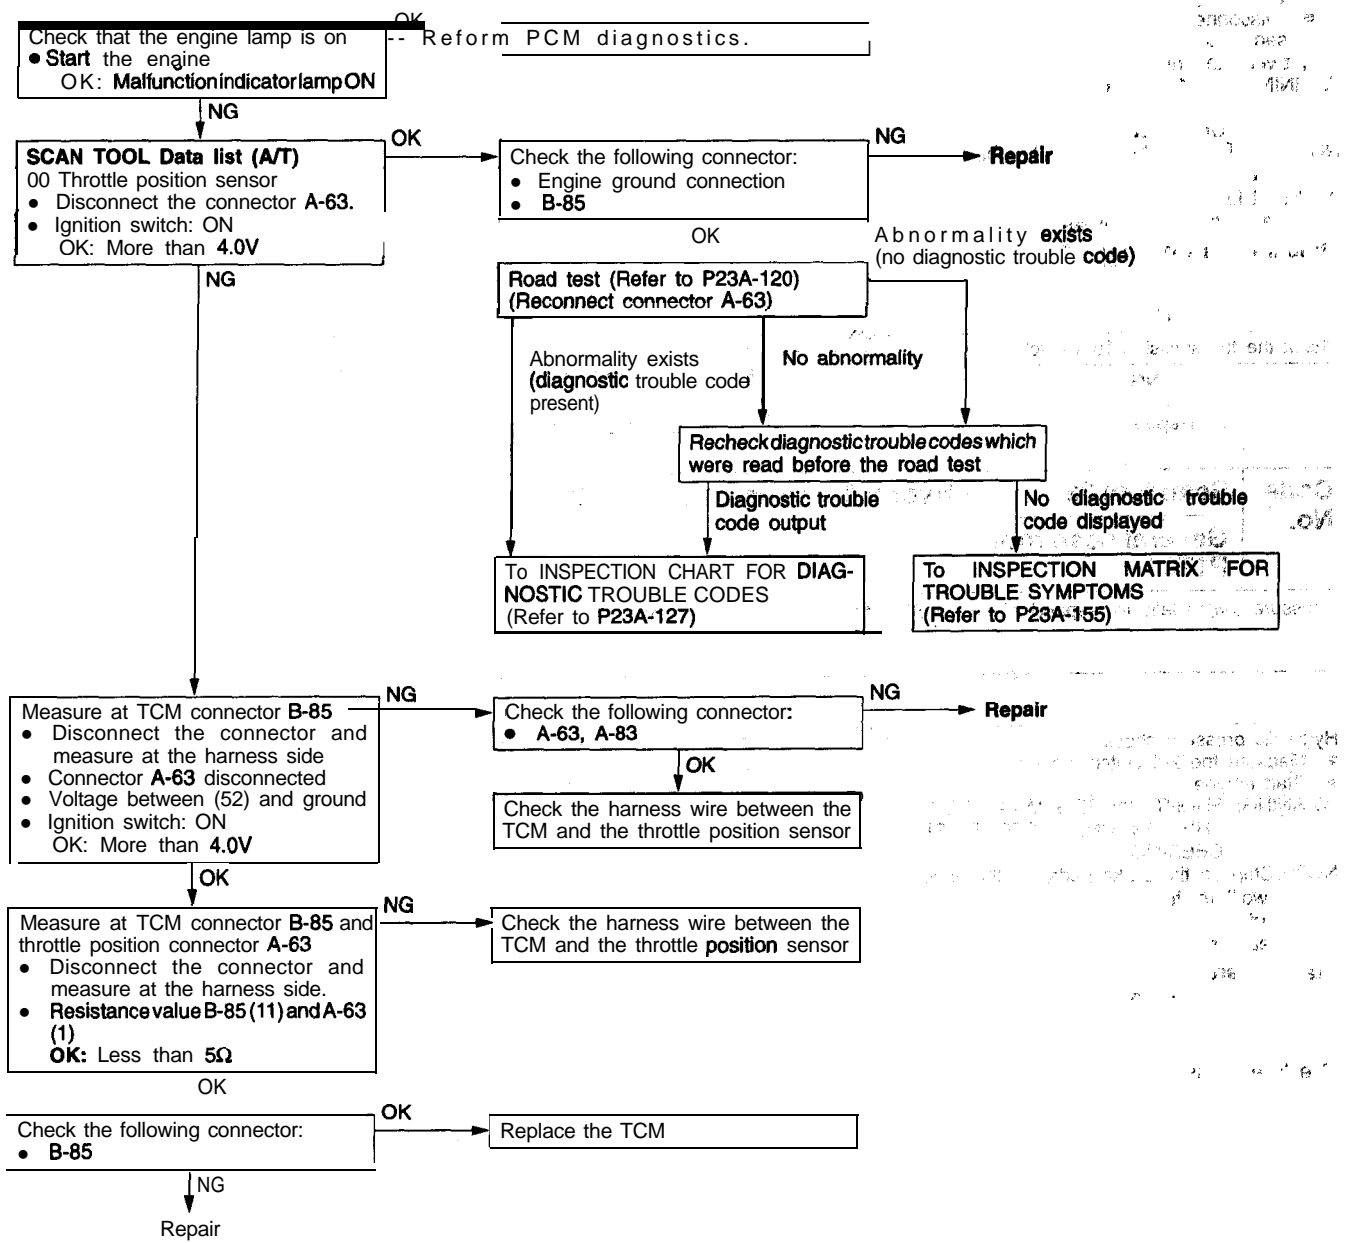 OK
Check that the engine lamp is on
-- Reform PCM diagnostics.
● Start the enaine
OK: Malfunction indicator lamp ON
NG
SCAN TOOL Data list (A/T)
00 Throttle position sensor
● Disconnect the connector A-63.
● Ignition switch: ON
OK: More than 4.0V
OK
Check the following connector:
● Engine ground connection
● B-85
NG
Repair
OK
Abnormality exists
(no diagnostic trouble code)
NG
Road test (Refer to P23A-120)
(Reconnect connector A-63)
Abnormality exists
(diagnostic trouble code
present)
No abnormality
Recheck diagnostic trouble codes which
were read before the road test
Diagnostic trouble
code output
No diagnostic trouble
code displayed
To INSPECTION CHART FOR DIAG-
NOSTIC TROUBLE CODES
(Refer to P23A-127)
To INSPECTION MATRIX FOR
TROUBLE SYMPTOMS
(Refer to P23A-155)
Measure at TCM connector B-85
● Disconnect the connector and
measure at the harness side
● Connector A-63 disconnected
● Voltage between (52) and ground
● Ignition switch: ON
OK: More than 4.0V
NG
Check the following connector:
● A-63, A-83
NG
Repair
OK
Check the harness wire between the
TCM and the throttle position sensor
OK
Measure at TCM connector B-85 and
throttle position connector A-63
● Disconnect the connector and
measure at the harness side.
● Resistance value B-85 (11) and A-63
(1)
OK: Less than 5Ω
NG
Check the harness wire between the
TCM and the throttle position sensor
OK
Check the following connector:
● B-85
OK
Replace the TCM
NG
Repair